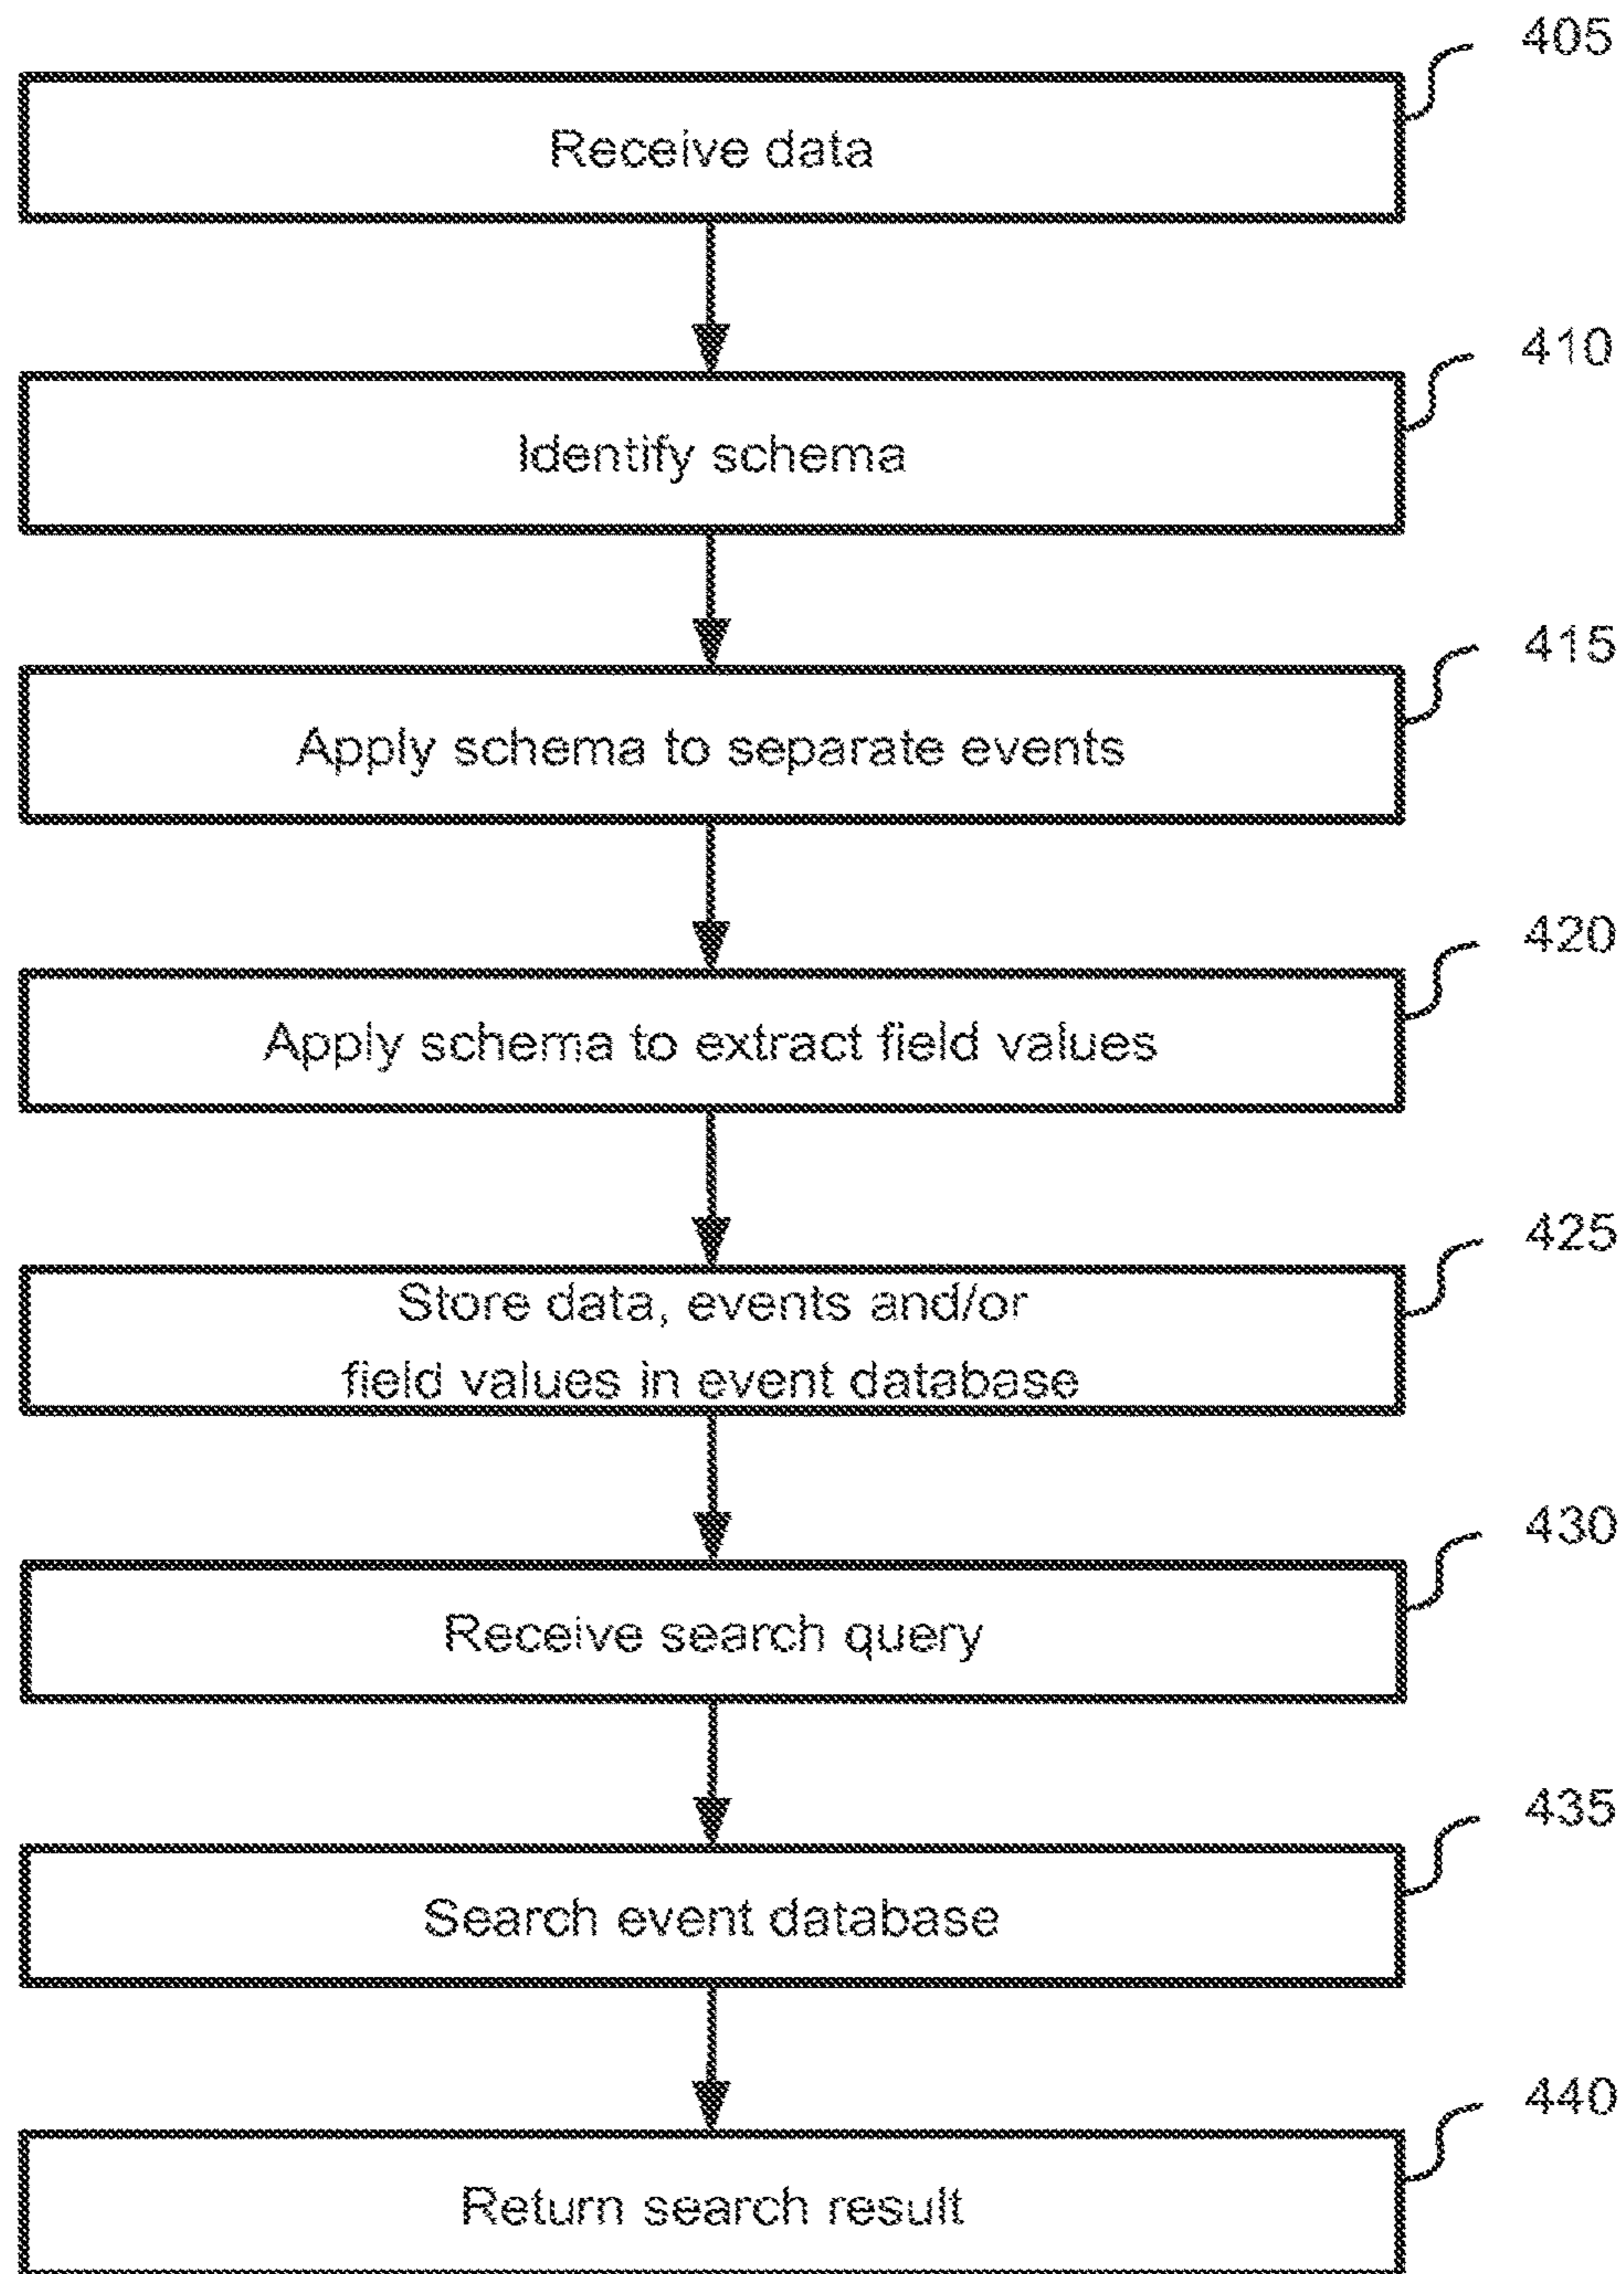 405
Receive data
410
Identify schema
415
Apply schema to separate events
420
Apply schema to extract field values
425
Store data, events and/or
field values in event database
430
Receive search query
435
Search event database
440
Return search result